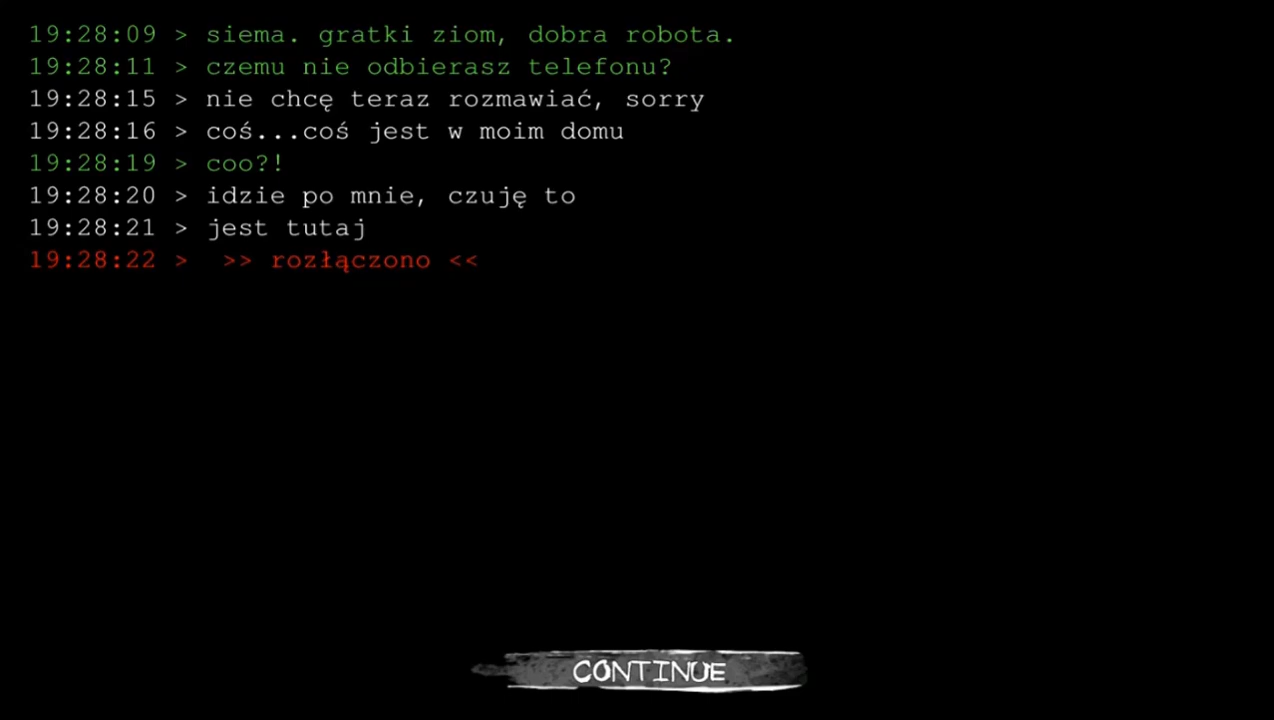 19:28:09 > siema. gratki ziom, dobra robota.
19:28:11 > czemu nie odbierasz telefonu?
19:28:15 > nie chcę teraz rozmawiać, sorry
19:28:16 > coś...coś jest w moim domu
19:28:19 > coo?!
19:28:20 > idzie po mnie, czuję to
19:28:21 > jest tutaj
19:28:22 > >> rozłączono <<
CONTINUE